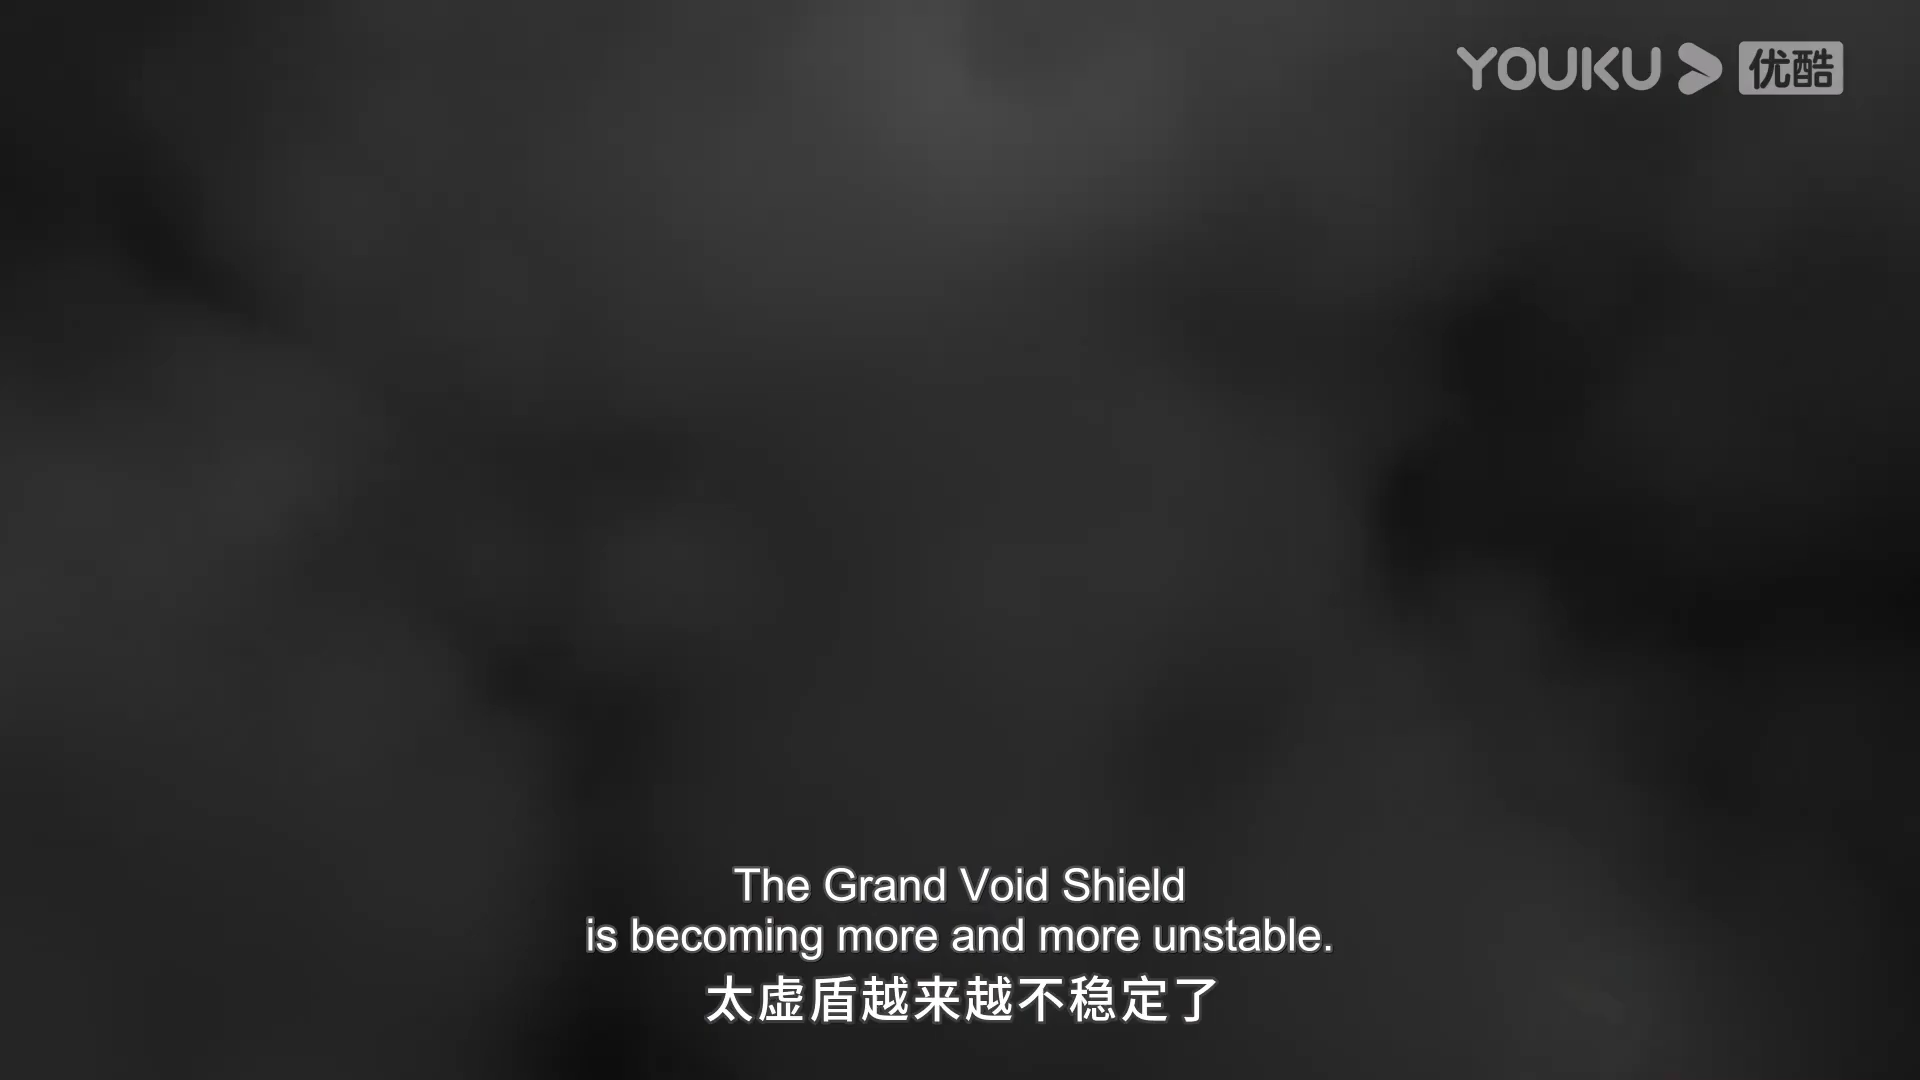 YOUKU 优酷
The Grand Void Shield
is becoming more and more unstable.
太虚盾越来越不稳定了